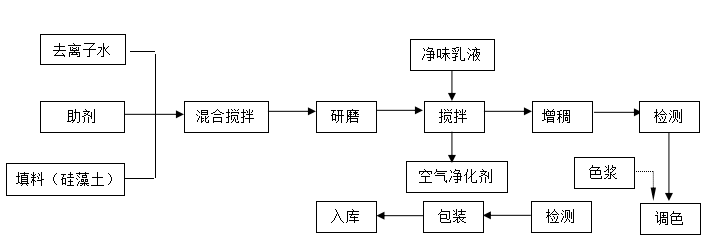 去离子水
助剂
填料（硅藻土）
混合搅拌
研磨
净味乳液
搅拌
空气净化剂
增稠
检测
色浆
调色
检测
包装
入库